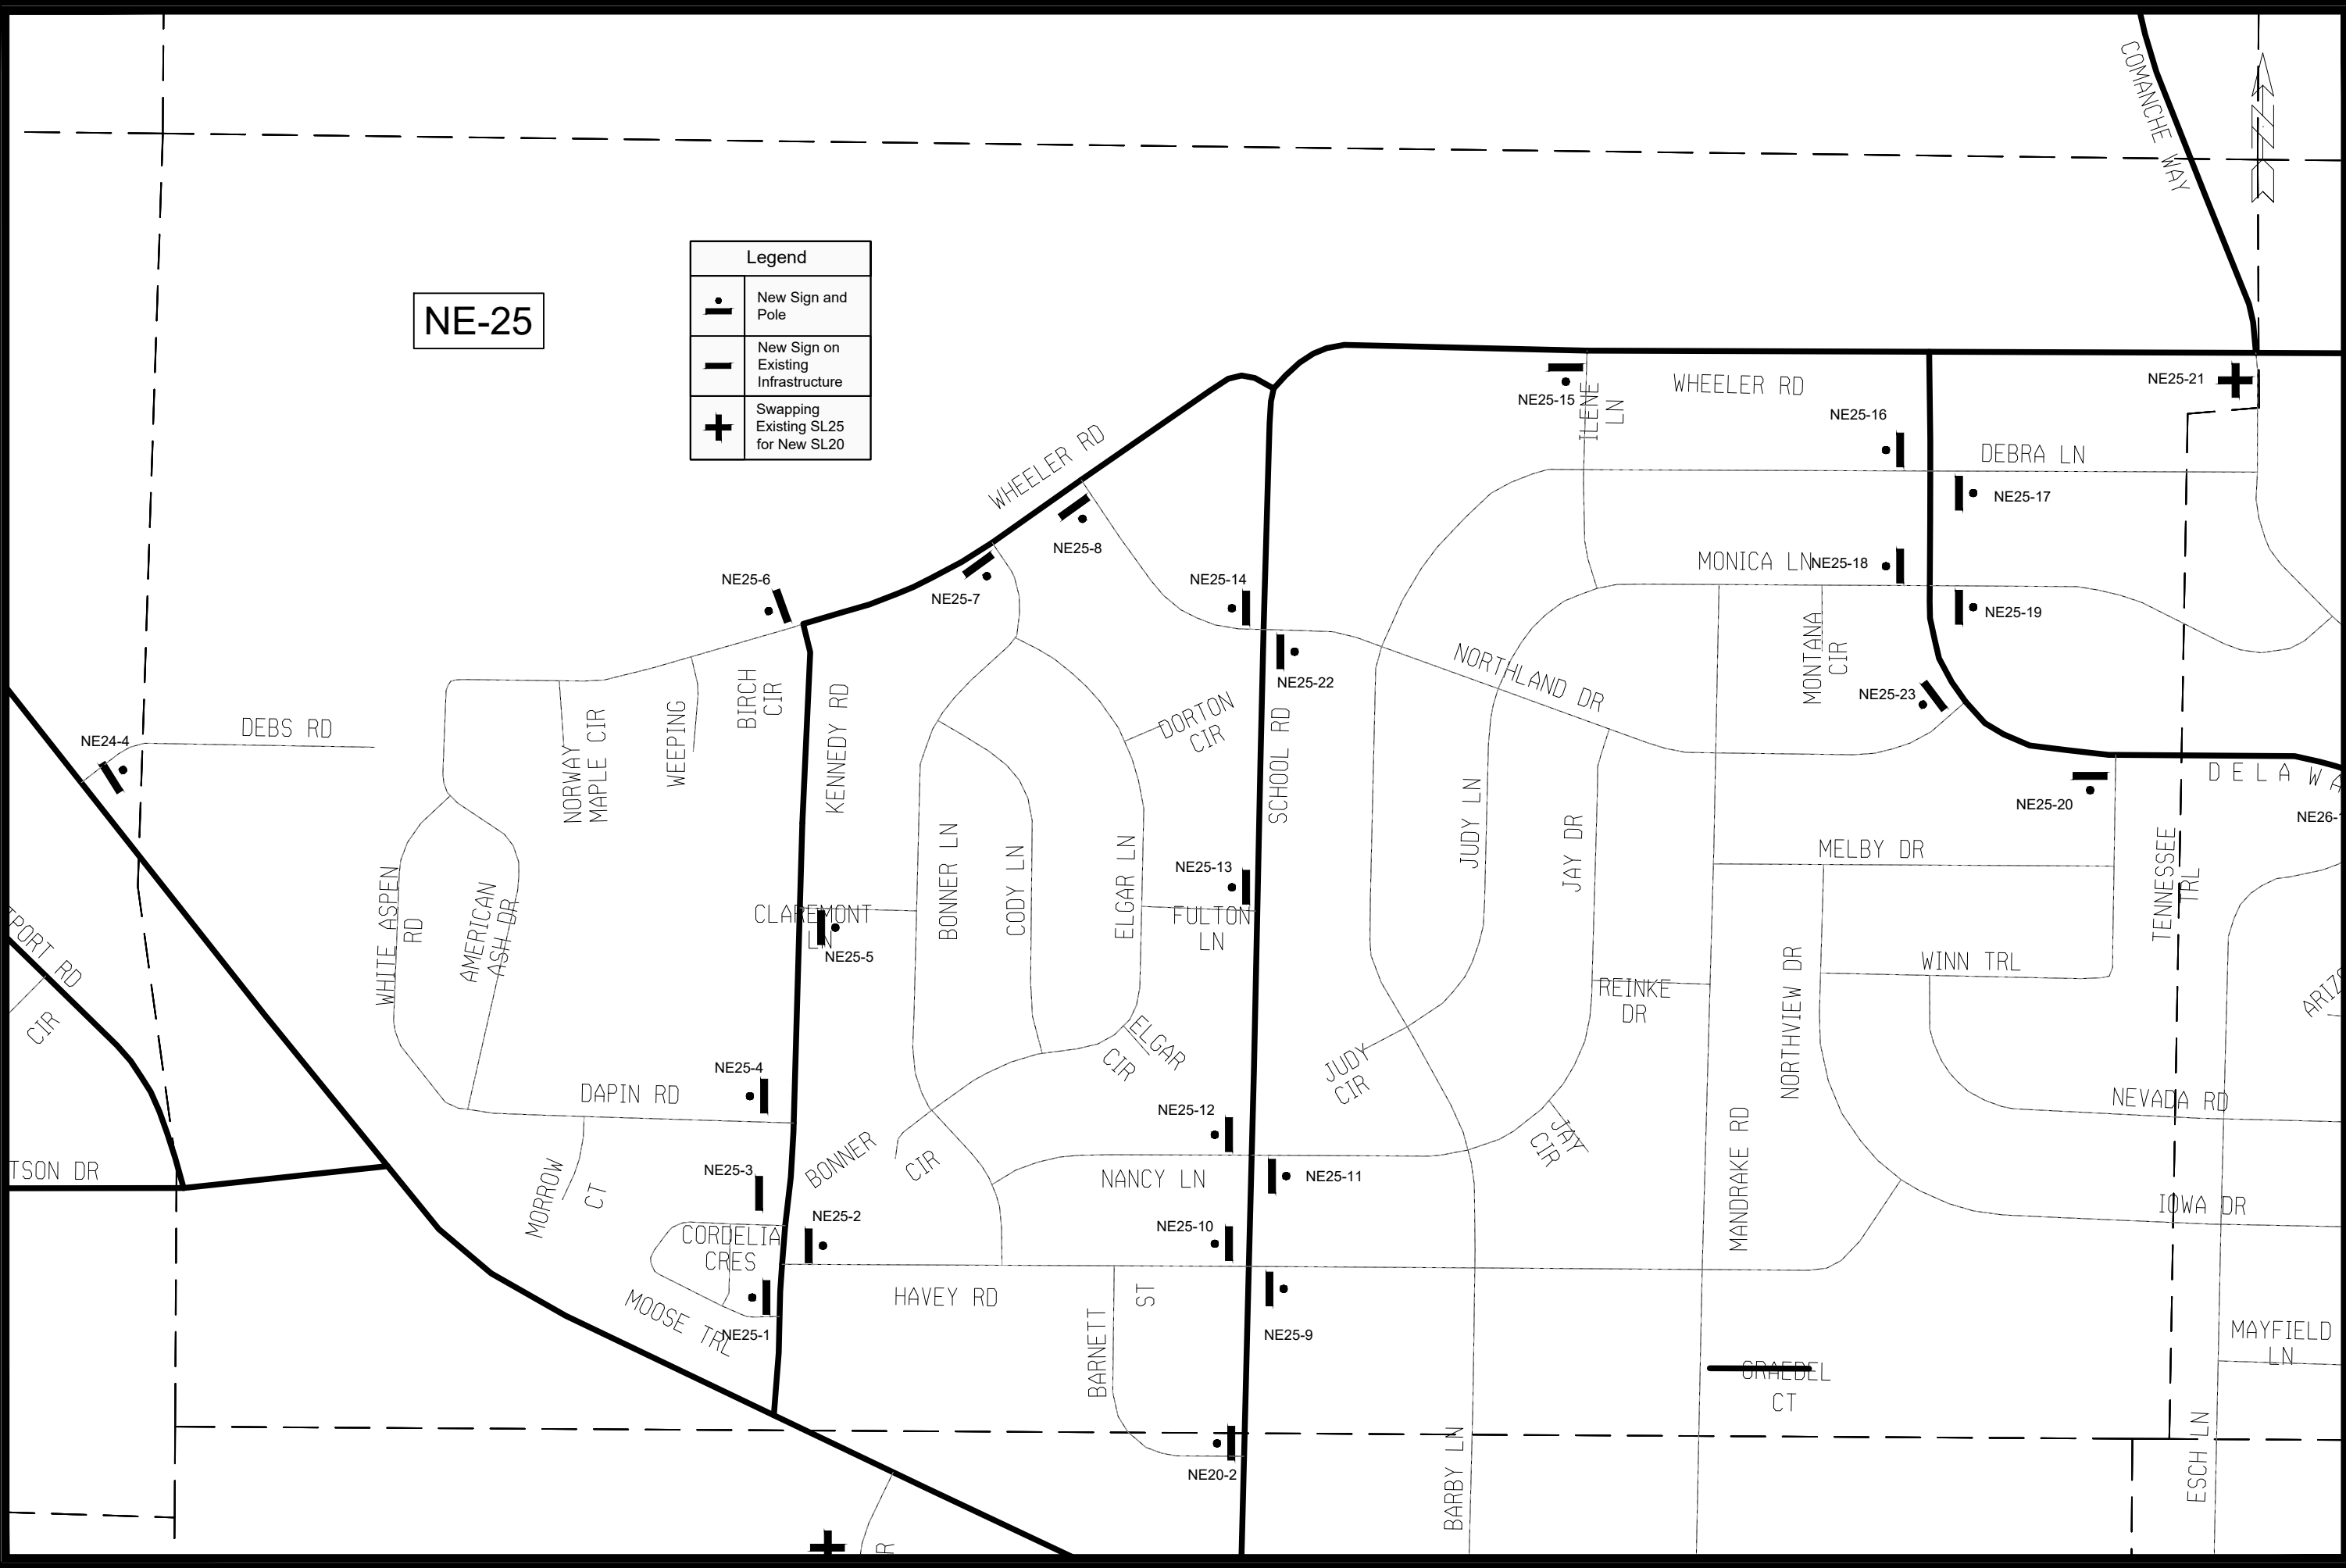 COMANCHE WAY
NE-25
Legend
New Sign and
Pole
New Sign on
Existing
Infrastructure
Swapping
Existing SL25
for New SL20
NE25-21
NE25-15
ILENE
LN
WHEELER RD
NE25-16
WHEELER RD
DEBRA LN
NE25-17
NE25-8
NE25-18
MONICA LN
NE25-6
NE25-7
NE25-14
NE25-19
NE25-22
NORTHLAND DR
MONTANA
CIR
NE25-23
DEBS RD
NE24-4
NORWAY
MAPLE CIR
WEEPING
BIRCH
CIR
KENNEDY RD
DORTON
CIR
SCHOOL RD
JUDY LN
JAY DR
NE25-20
DELAWA
NE26-1
MELBY DR
TENNESSEE
TRL
WHITE ASPEN
RD
AMERICAN
ASH DR
CLAREMONT
LN
NE25-5
BONNER LN
CODY LN
ELGAR LN
NE25-13
FULTON
LN
TPORT RD
CIR
REINKE
DR
NORTHVIEW DR
WINN TRL
ARIZO
ELGAR
CIR
JUDY
CIR
NE25-4
DAPIN RD
NE25-12
NEVADA RD
JAY
CIR
MANDRAKE RD
TSON DR
MORROW
CT
NE25-3
BONNER
CIR
NANCY LN
NE25-11
IOWA DR
NE25-2
CORDELIA
CRES
NE25-10
HAVEY RD
MOOSE TRL
NE25-1
BARNETT
ST
NE25-9
MAYFIELD
LN
GRAEDEL
CT
NE20-2
BARBY LN
ESCH LN
R